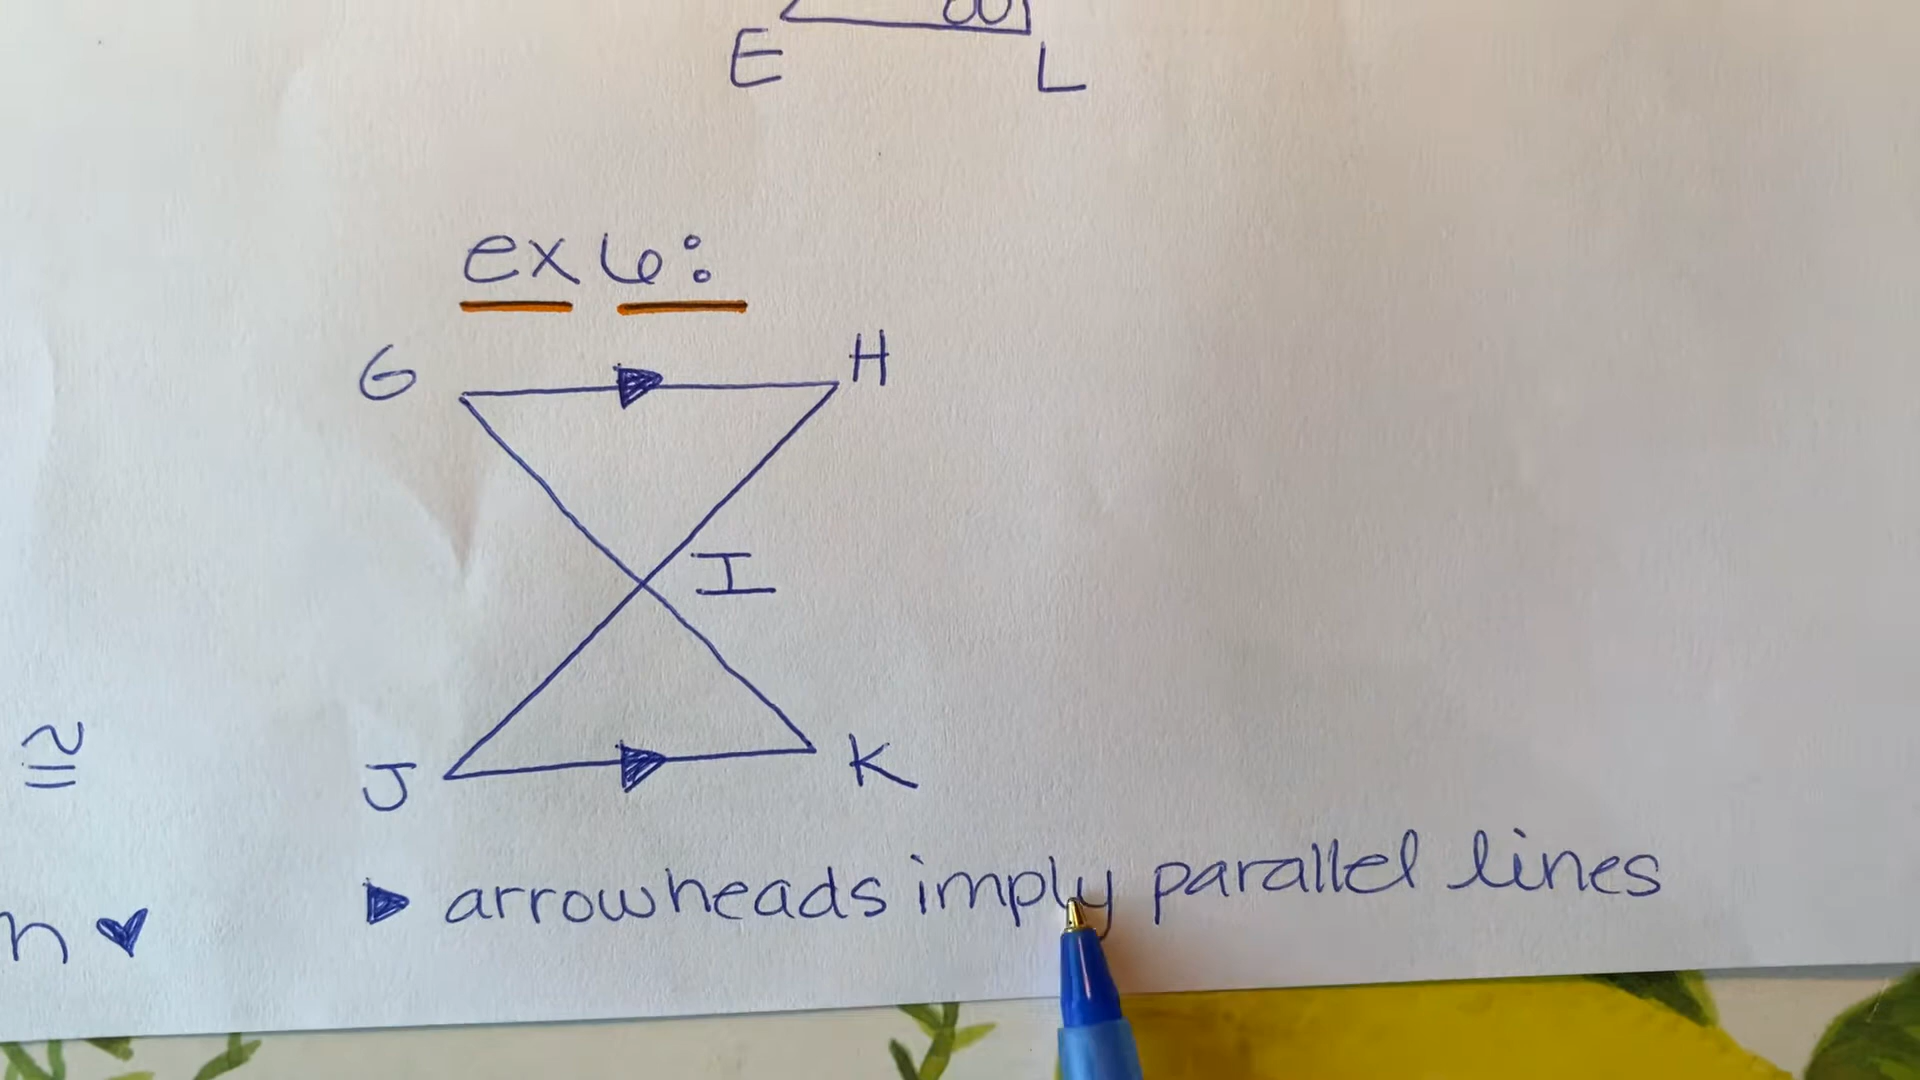 E L
ex 6:
G H
I
≅
J K
▶ arrowheads imply parallel lines
♥